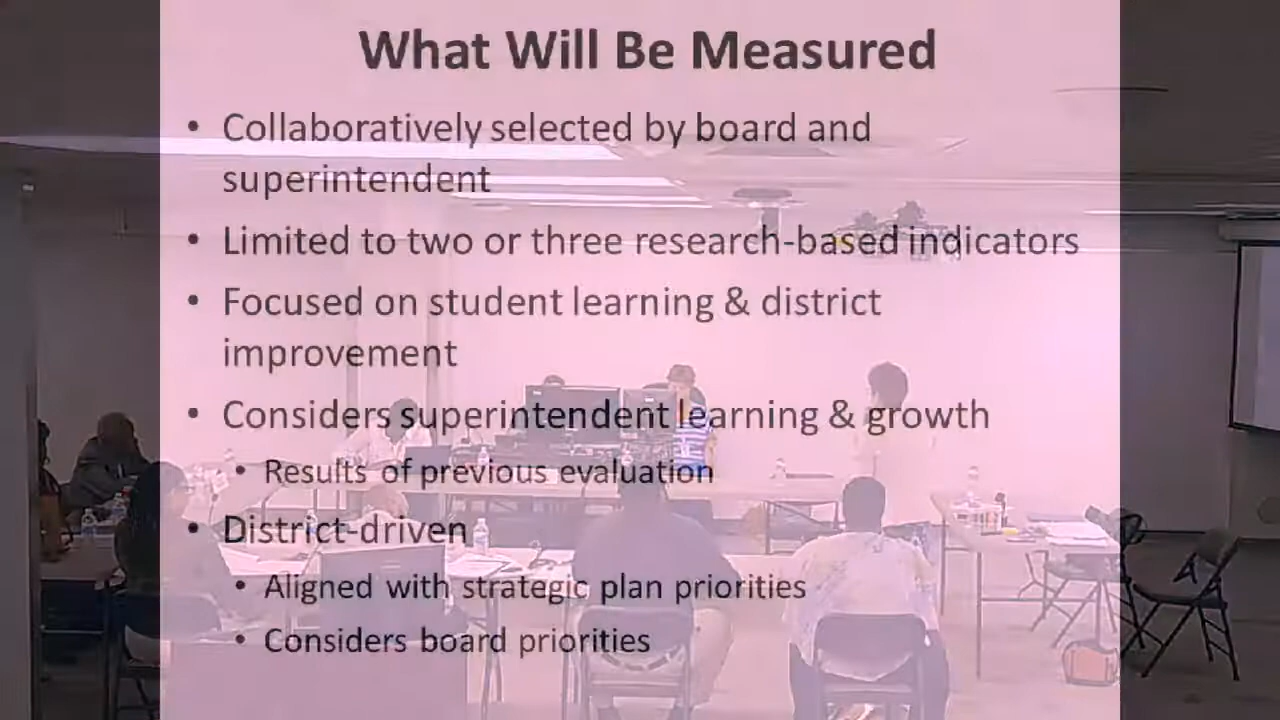 What Will Be Measured
• Collaboratively selected by board and
superintendent
• Limited to two or three research-based indicators
• Focused on student learning & district
improvement
• Considers superintendent learning & growth
• Results of previous evaluation
• District-driven
• Aligned with strategic plan priorities
• Considers board priorities